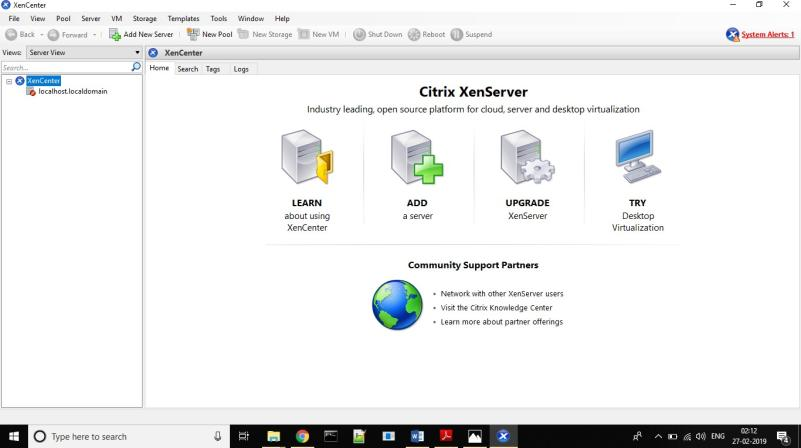 XenCenter
File View Pool Server VM Storage Templates Tools Window Help
Back Forward Add New Server New Pool New Storage New VM Shut Down Reboot Suspend System Alerts: 1
Views: Server View XenCenter
Search... Home Search Tags Logs
XenCenter
localhost.localdomain
Citrix XenServer
Industry leading, open source platform for cloud, server and desktop virtualization
LEARN ADD UPGRADE TRY
about using a server XenServer Desktop
XenCenter Virtualization
Community Support Partners
• Network with other XenServer users
• Visit the Citrix Knowledge Center
• Learn more about partner offerings
Type here to search ENG 02:12
27-02-2019